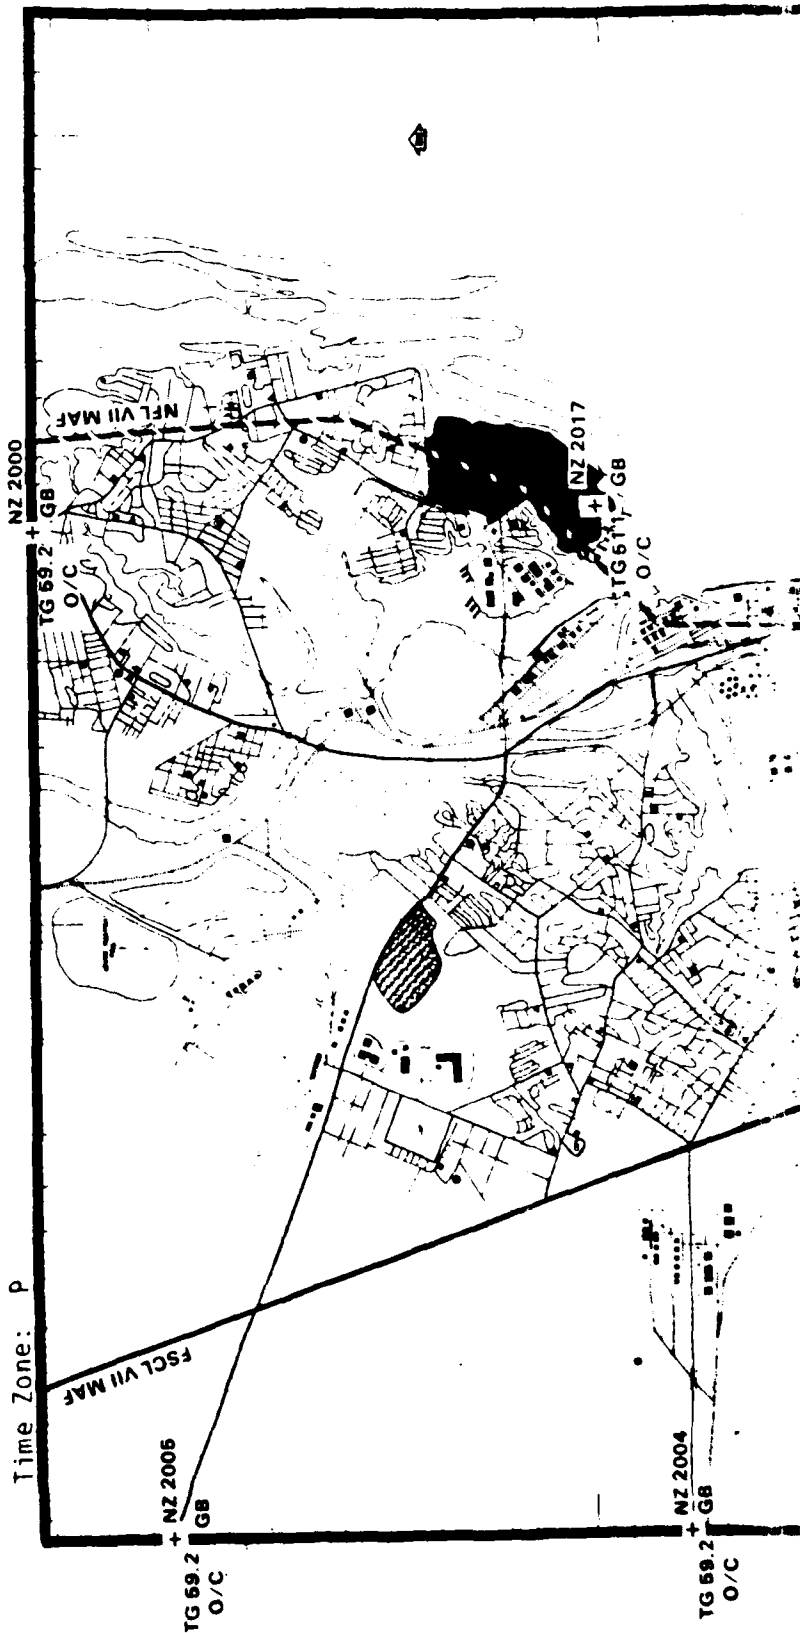 Time Zone: P
NZ 2000
TG 59.2
GB
O/C
NFL VII MAF
NZ 2017
TG 511
GB
O/C
FSCL VII MAF
NZ 2005
GB
TG 59.2
O/C
NZ 2004
GB
TG 59.2
O/C